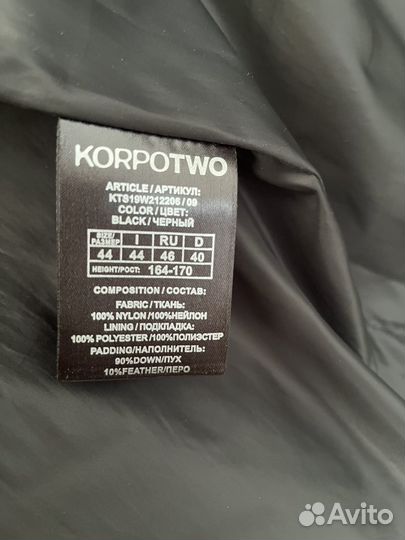 KORPOTWO
ARTICLE / АРТИКУЛ:
KTS19W212206 / 09
COLOR / ЦВЕТ:
BLACK / ЧЕРНЫЙ
SIZE/РАЗМЕР I RU D
44 44 46 40
HEIGHT/РОСТ: 164-170
COMPOSITION / СОСТАВ:
FABRIC / ТКАНЬ:
100% NYLON / 100%НЕЙЛОН
LINING / ПОДКЛАДКА:
100% POLYESTER / 100%ПОЛИЭСТЕР
PADDING/НАПОЛНИТЕЛЬ:
90%DOWN/ПУХ
10%FEATHER/ПЕРО
Avito